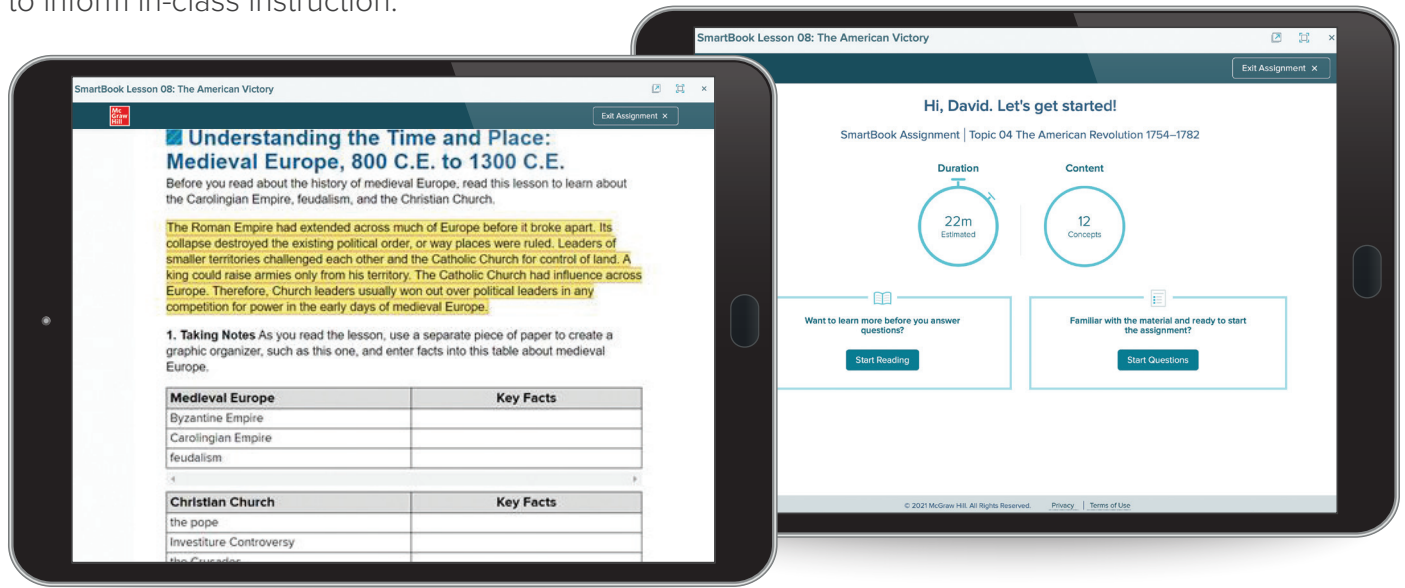 to inform in-class instruction.
SmartBook Lesson 08: The American Victory
Mc
Graw
Hill
Exit Assignment ×
Understanding the Time and Place:
Medieval Europe, 800 C.E. to 1300 C.E.
Before you read about the history of medieval Europe, read this lesson to learn about
the Carolingian Empire, feudalism, and the Christian Church.
The Roman Empire had extended across much of Europe before it broke apart. Its
collapse destroyed the existing political order, or way places were ruled. Leaders of
smaller territories challenged each other and the Catholic Church for control of land. A
king could raise armies only from his territory. The Catholic Church had influence across
Europe. Therefore, Church leaders usually won out over political leaders in any
competition for power in the early days of medieval Europe.
1. Taking Notes As you read the lesson, use a separate piece of paper to create a
graphic organizer, such as this one, and enter facts into this table about medieval
Europe.
Medieval Europe Key Facts
Byzantine Empire
Carolingian Empire
feudalism
Christian Church Key Facts
the pope
Investiture Controversy
the Crusades
SmartBook Lesson 08: The American Victory
Exit Assignment ×
Hi, David. Let's get started!
SmartBook Assignment | Topic 04 The American Revolution 1754–1782
Duration Content
22m 12
Estimated Concepts
Want to learn more before you answer
questions?
Start Reading
Familiar with the material and ready to start
the assignment?
Start Questions
© 2021 McGraw Hill. All Rights Reserved. Privacy | Terms of Use